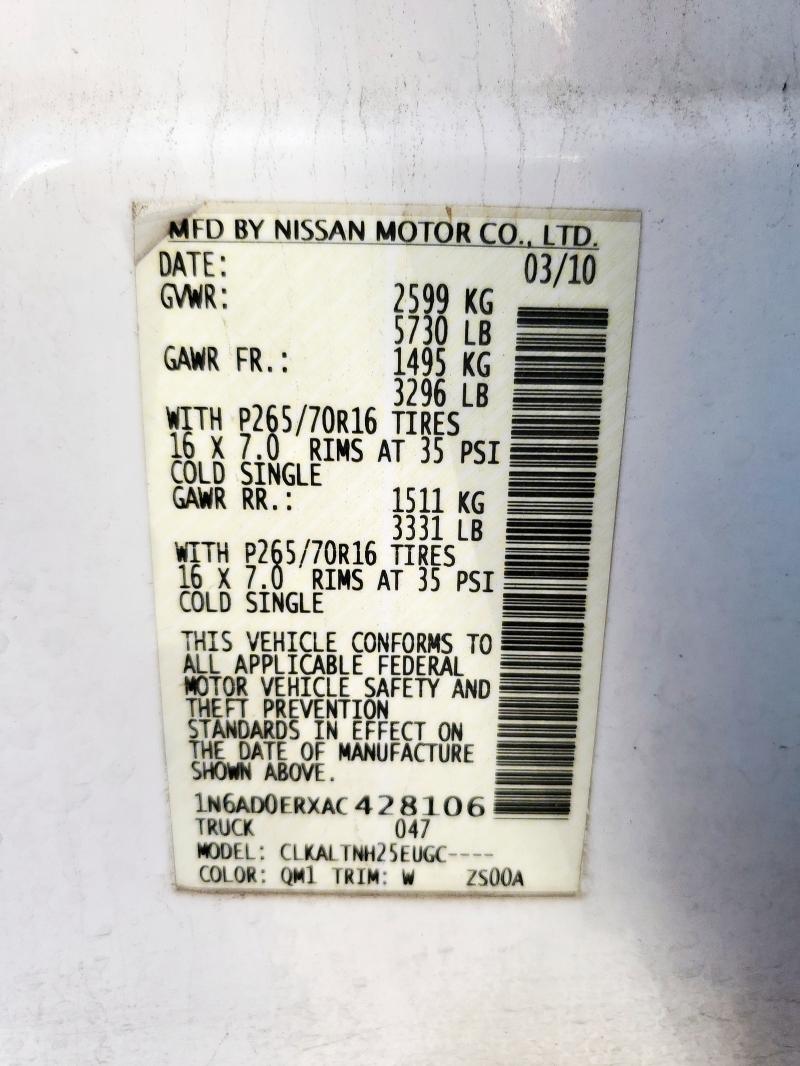 MFD BY NISSAN MOTOR CO., LTD.
DATE: 03/10
GVWR: 2599 KG
5730 LB
GAWR FR.: 1495 KG
3296 LB
WITH P265/70R16 TIRES
16 X 7.0 RIMS AT 35 PSI
COLD SINGLE
GAWR RR.: 1511 KG
3331 LB
WITH P265/70R16 TIRES
16 X 7.0 RIMS AT 35 PSI
COLD SINGLE
THIS VEHICLE CONFORMS TO
ALL APPLICABLE FEDERAL
MOTOR VEHICLE SAFETY AND
THEFT PREVENTION
STANDARDS IN EFFECT ON
THE DATE OF MANUFACTURE
SHOWN ABOVE.
1N6AD0ERXAC 428106
TRUCK 047
MODEL: CLKALTNH25EUGC----
COLOR: QM1 TRIM: W ZS00A